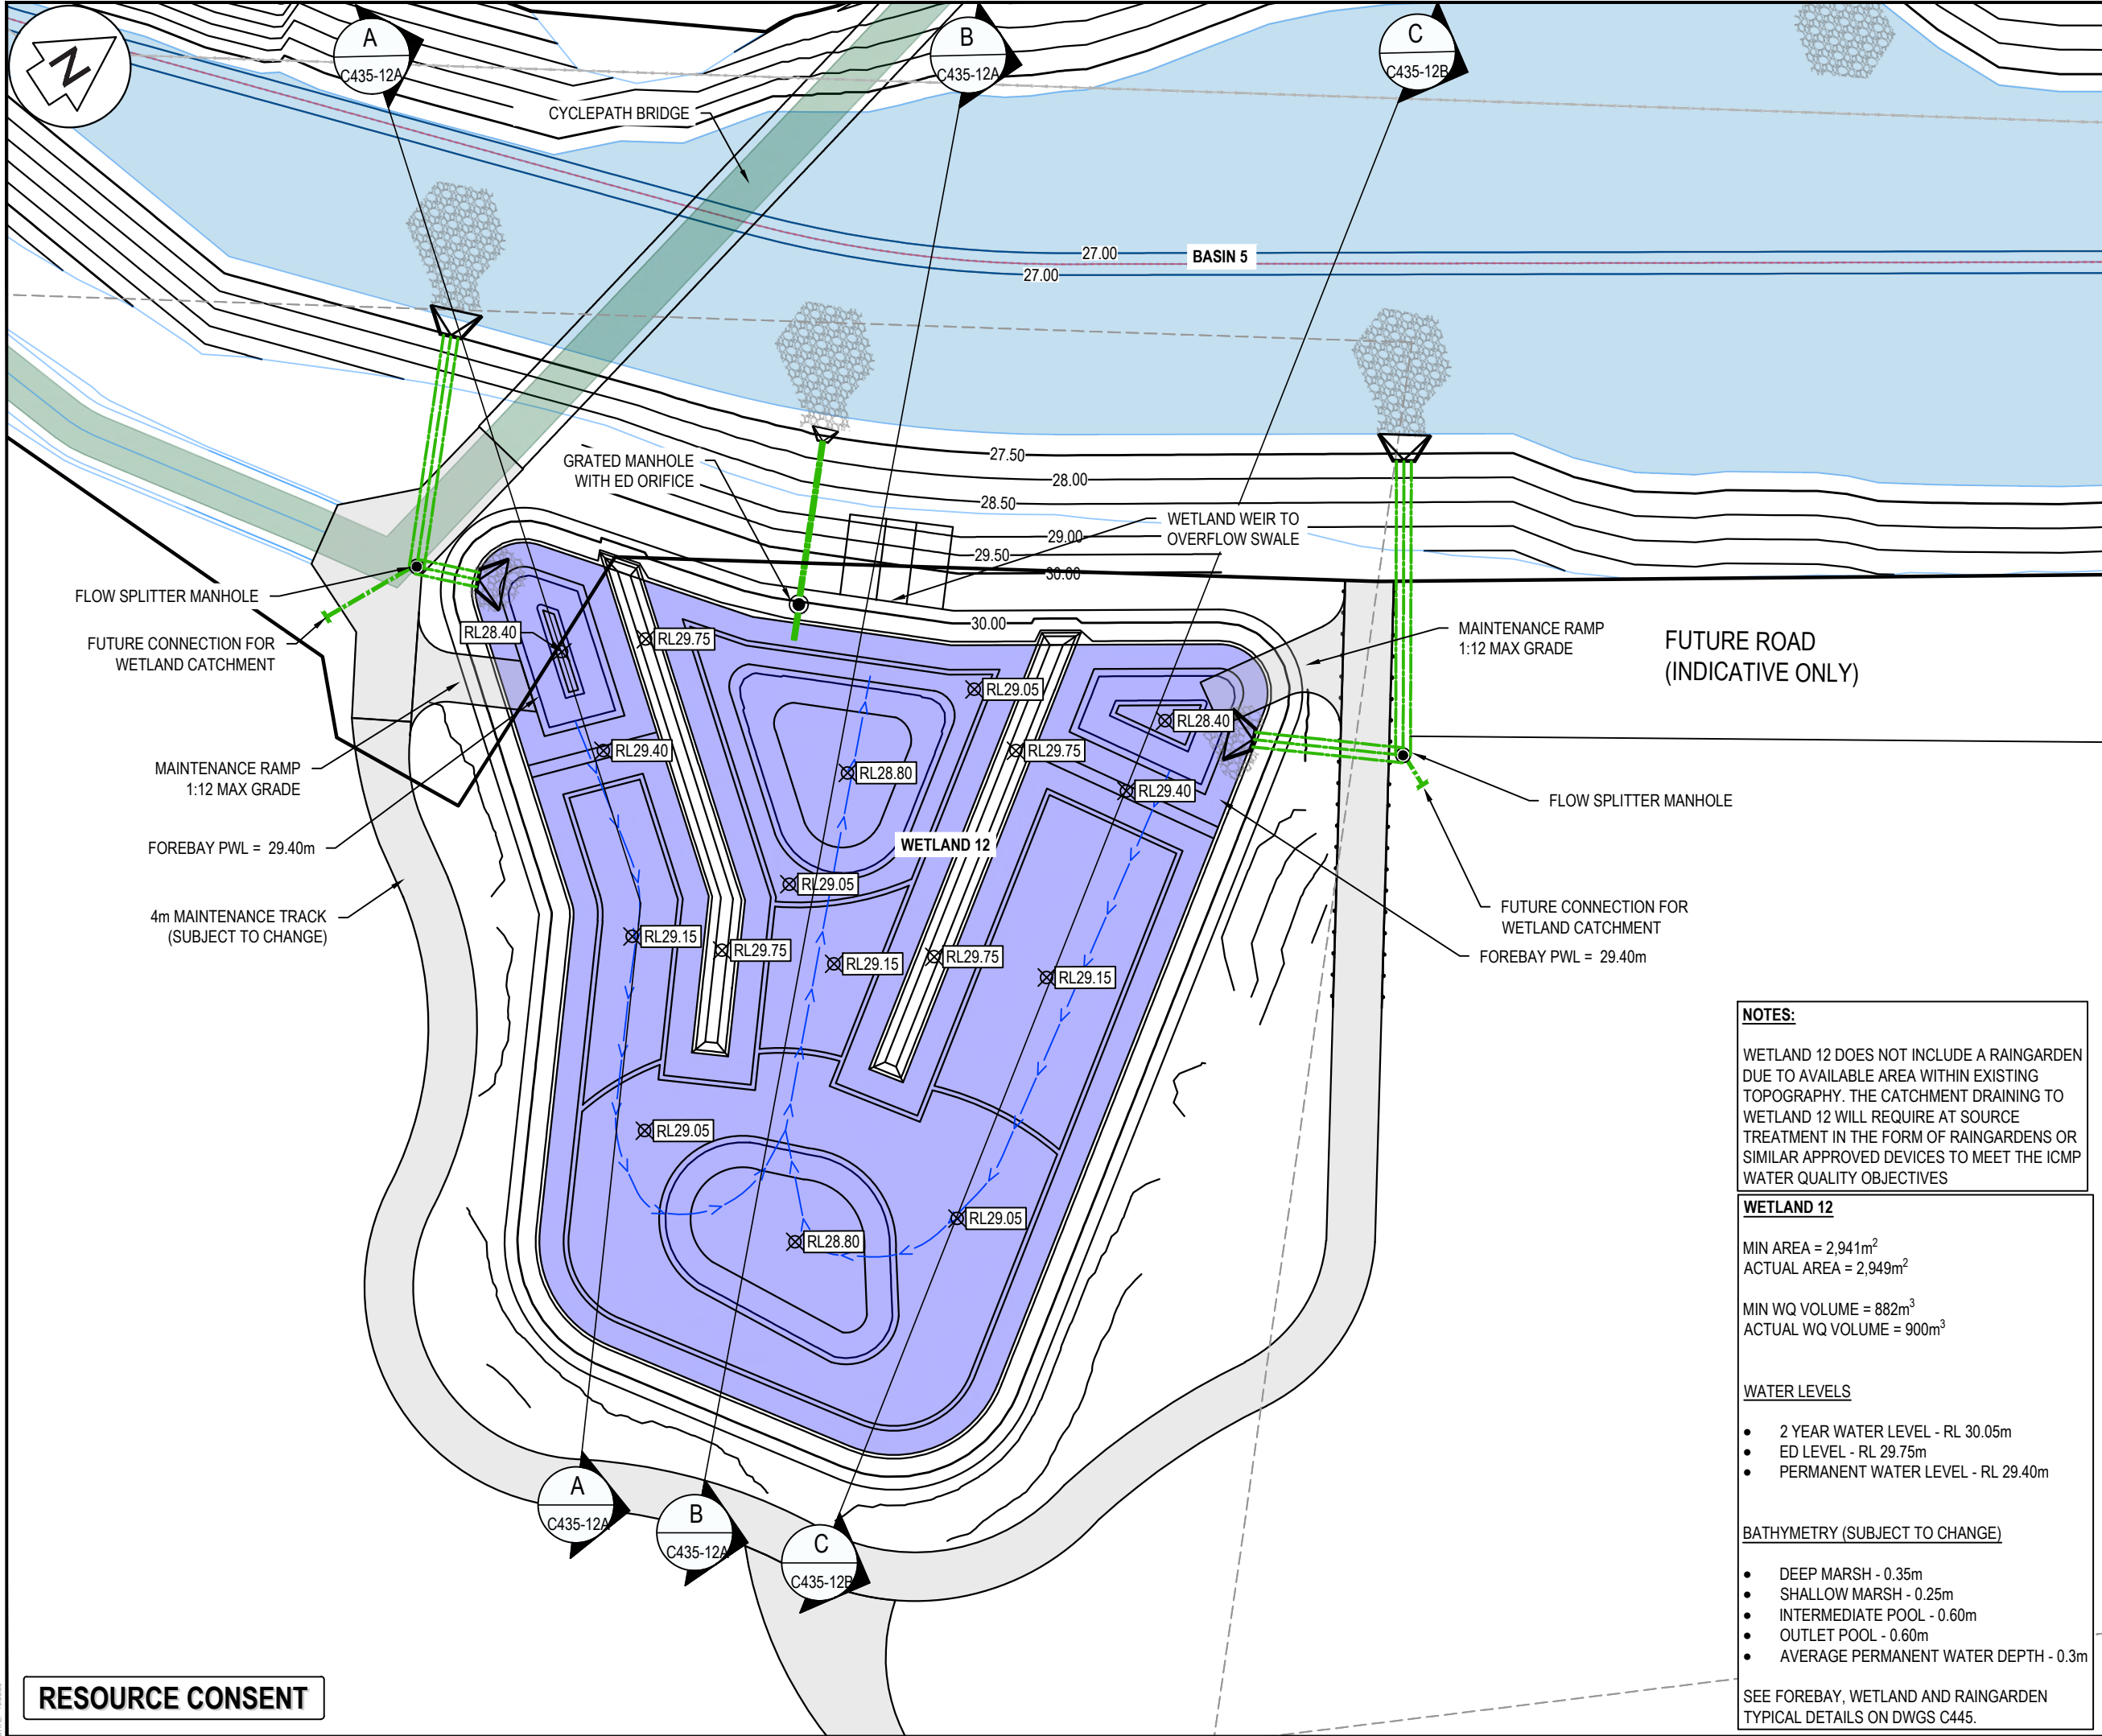 N
A
C435-12A
B
C435-12A
C
C435-12B
CYCLEPATH BRIDGE
27.00
BASIN 5
27.00
GRATED MANHOLE
WITH ED ORIFICE
27.50
28.00
28.50
WETLAND WEIR TO
OVERFLOW SWALE
29.00
29.50
30.00
FLOW SPLITTER MANHOLE
FUTURE CONNECTION FOR
WETLAND CATCHMENT
RL28.40
RL29.75
30.00
MAINTENANCE RAMP
1:12 MAX GRADE
FUTURE ROAD
(INDICATIVE ONLY)
RL29.05
RL28.40
RL29.40
RL29.75
MAINTENANCE RAMP
1:12 MAX GRADE
RL28.80
RL29.40
FLOW SPLITTER MANHOLE
FOREBAY PWL = 29.40m
WETLAND 12
RL29.05
4m MAINTENANCE TRACK
(SUBJECT TO CHANGE)
FUTURE CONNECTION FOR
WETLAND CATCHMENT
RL29.15
RL29.75
RL29.15
RL29.75
RL29.15
FOREBAY PWL = 29.40m
RL29.05
RL29.05
RL28.80
A
C435-12A
B
C435-12A
C
C435-12B
NOTES:
WETLAND 12 DOES NOT INCLUDE A RAINGARDEN
DUE TO AVAILABLE AREA WITHIN EXISTING
TOPOGRAPHY. THE CATCHMENT DRAINING TO
WETLAND 12 WILL REQUIRE AT SOURCE
TREATMENT IN THE FORM OF RAINGARDENS OR
SIMILAR APPROVED DEVICES TO MEET THE ICMP
WATER QUALITY OBJECTIVES
WETLAND 12
MIN AREA = 2,941m²
ACTUAL AREA = 2,949m²
MIN WQ VOLUME = 882m³
ACTUAL WQ VOLUME = 900m³
WATER LEVELS
• 2 YEAR WATER LEVEL - RL 30.05m
• ED LEVEL - RL 29.75m
• PERMANENT WATER LEVEL - RL 29.40m
BATHYMETRY (SUBJECT TO CHANGE)
• DEEP MARSH - 0.35m
• SHALLOW MARSH - 0.25m
• INTERMEDIATE POOL - 0.60m
• OUTLET POOL - 0.60m
• AVERAGE PERMANENT WATER DEPTH - 0.3m
SEE FOREBAY, WETLAND AND RAINGARDEN
TYPICAL DETAILS ON DWGS C445.
RESOURCE CONSENT